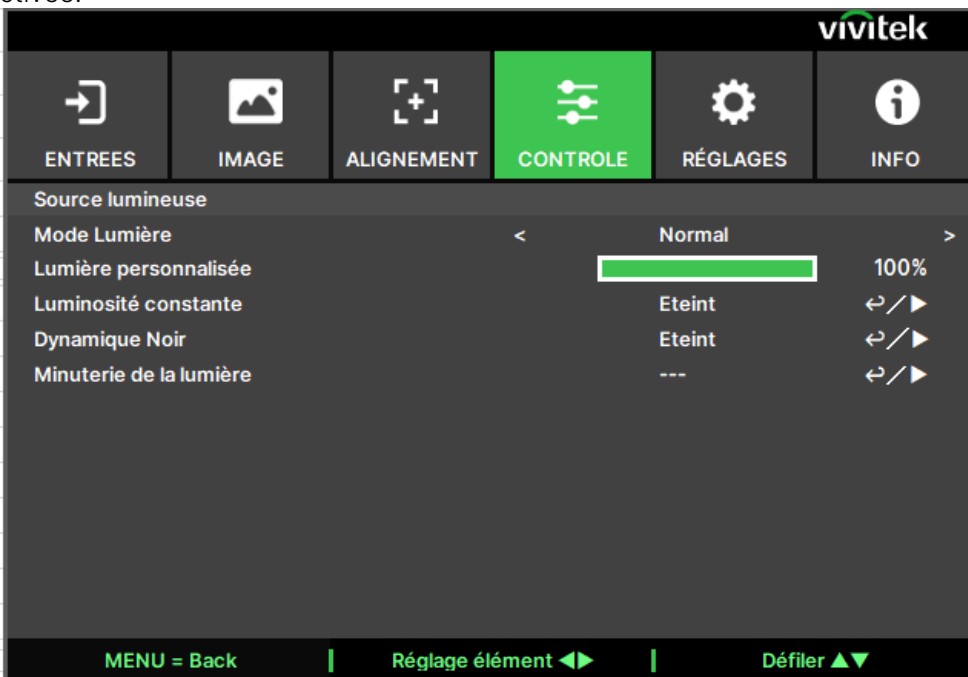 vivitek
ENTREES IMAGE ALIGNEMENT CONTROLE RÉGLAGES INFO
Source lumineuse
Mode Lumière < Normal >
Lumière personnalisée 100%
Luminosité constante Eteint ↩/▶
Dynamique Noir Eteint ↩/▶
Minuterie de la lumière --- ↩/▶
MENU = Back Réglage élément ◀▶ Défiler ▲▼